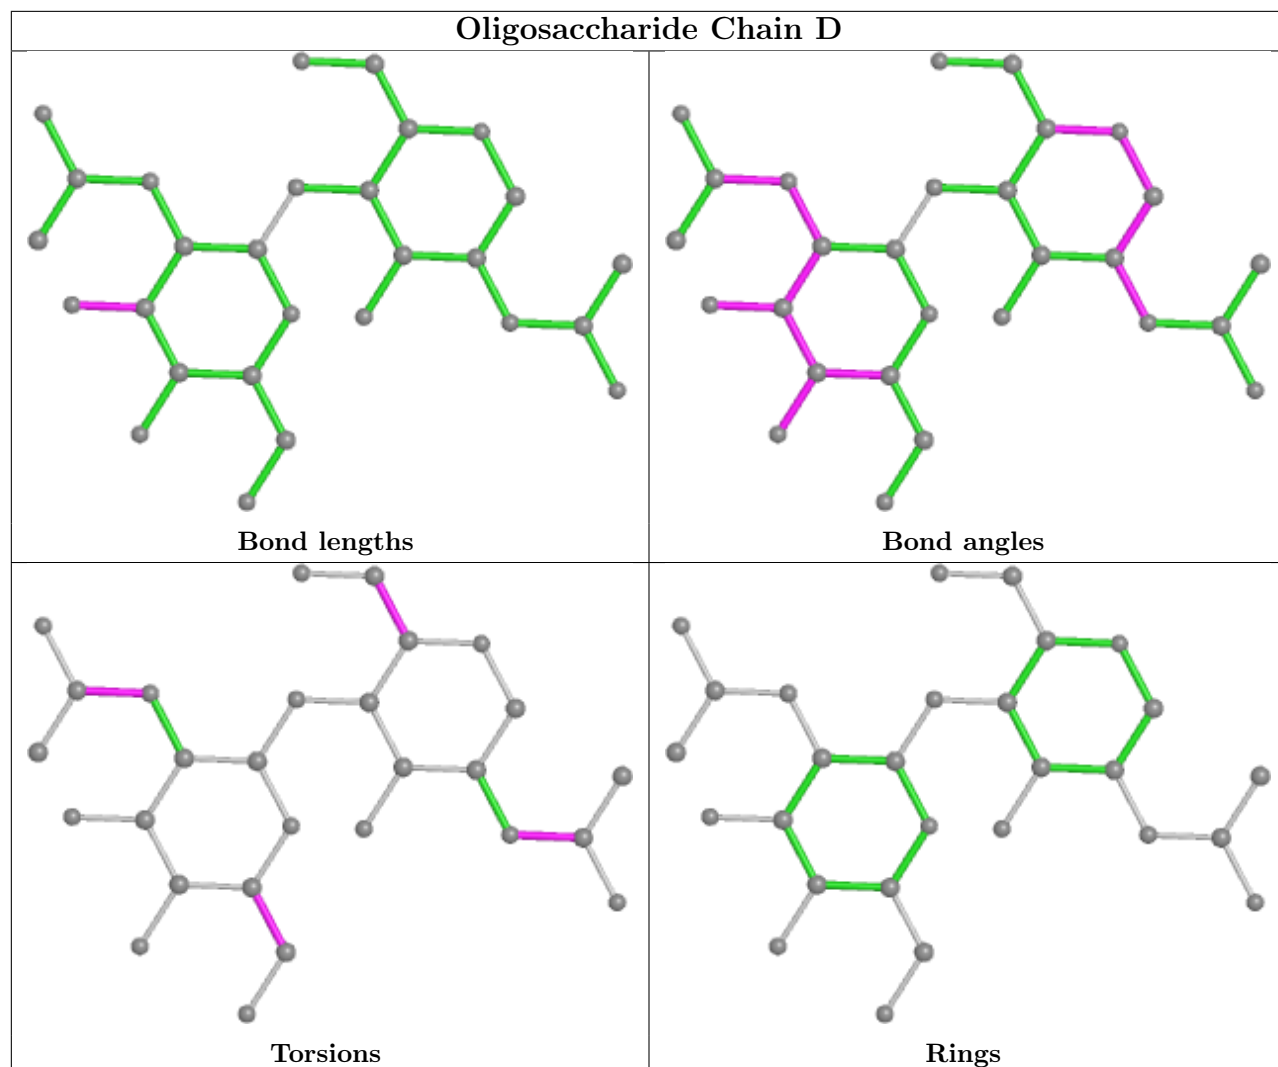 Oligosaccharide Chain D
Bond lengths
Bond angles
Torsions
Rings